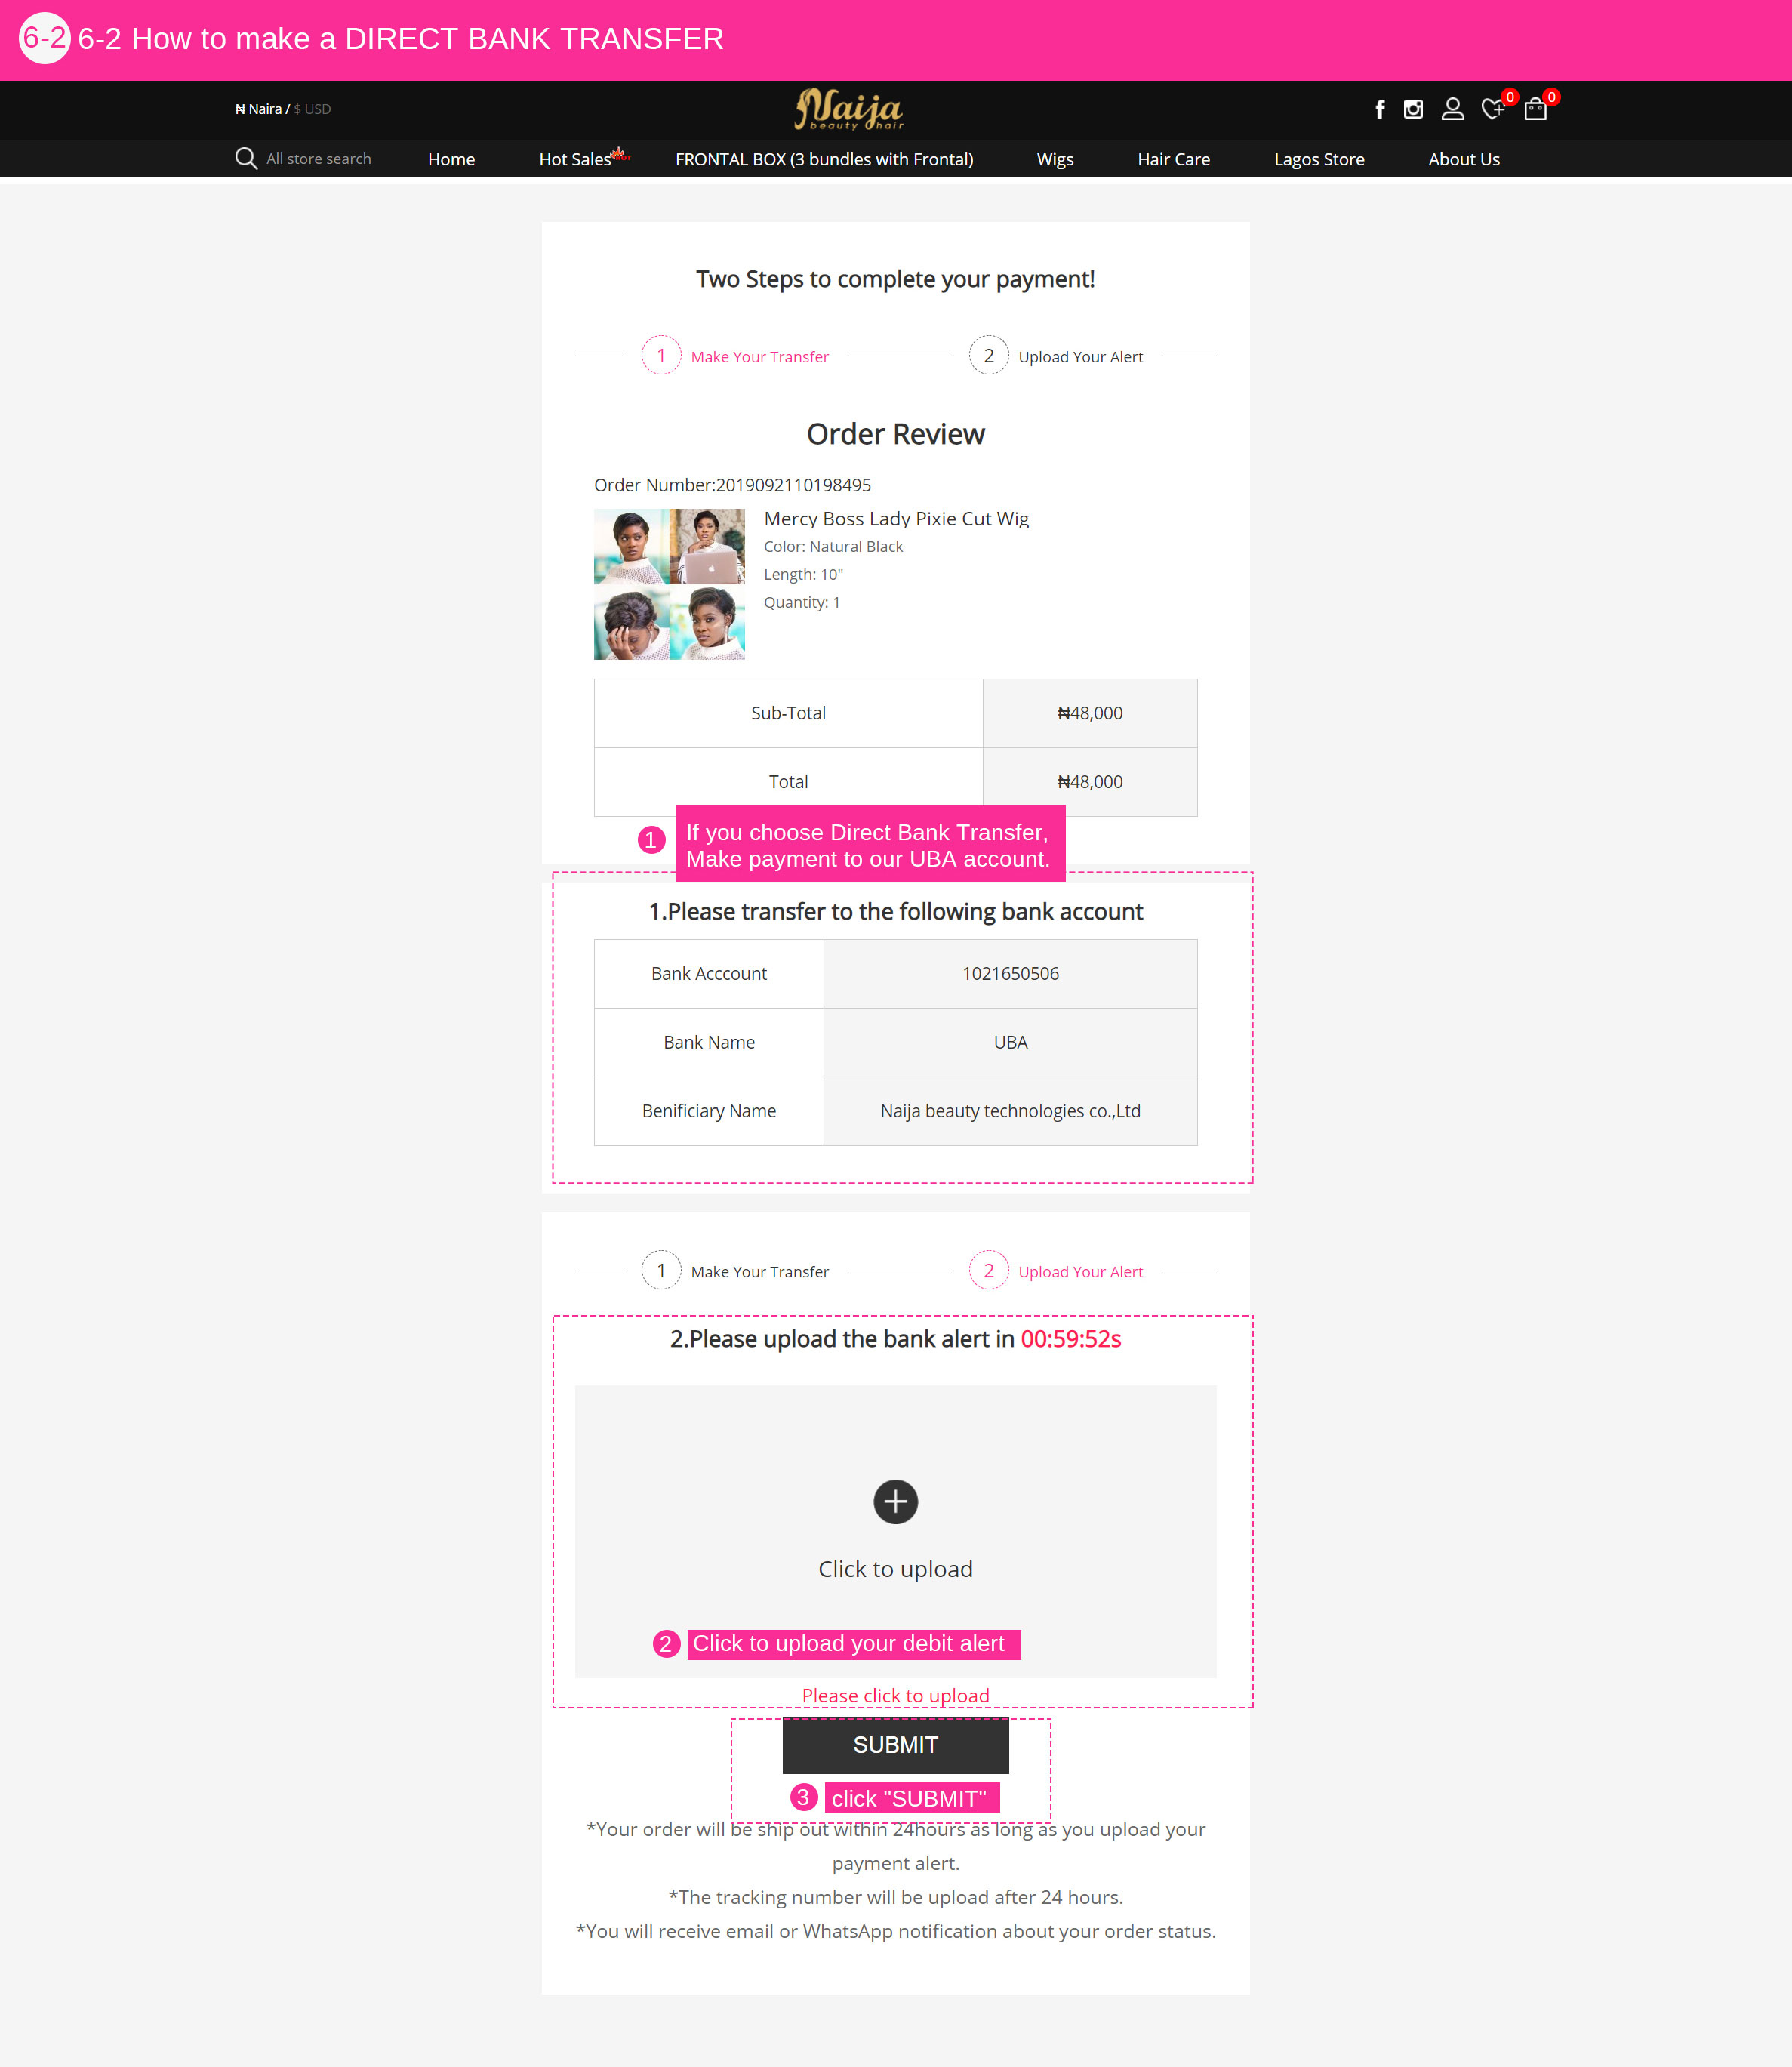 6-2 6-2 How to make a DIRECT BANK TRANSFER
₦ Naira / $ USD
Naija
beauty hair
0
0
All store search
Home
Hot Sales HOT
FRONTAL BOX (3 bundles with Frontal)
Wigs
Hair Care
Lagos Store
About Us
Two Steps to complete your payment!
1 Make Your Transfer
2 Upload Your Alert
Order Review
Order Number:2019092110198495
Mercy Boss Lady Pixie Cut Wig
Color: Natural Black
Length: 10"
Quantity: 1
Sub-Total ₦48,000
Total ₦48,000
1 If you choose Direct Bank Transfer,
Make payment to our UBA account.
1.Please transfer to the following bank account
Bank Acccount 1021650506
Bank Name UBA
Benificiary Name Naija beauty technologies co.,Ltd
1 Make Your Transfer
2 Upload Your Alert
2.Please upload the bank alert in 00:59:52s
Click to upload
2 Click to upload your debit alert
Please click to upload
SUBMIT
3 click "SUBMIT"
*Your order will be ship out within 24hours as long as you upload your
payment alert.
*The tracking number will be upload after 24 hours.
*You will receive email or WhatsApp notification about your order status.